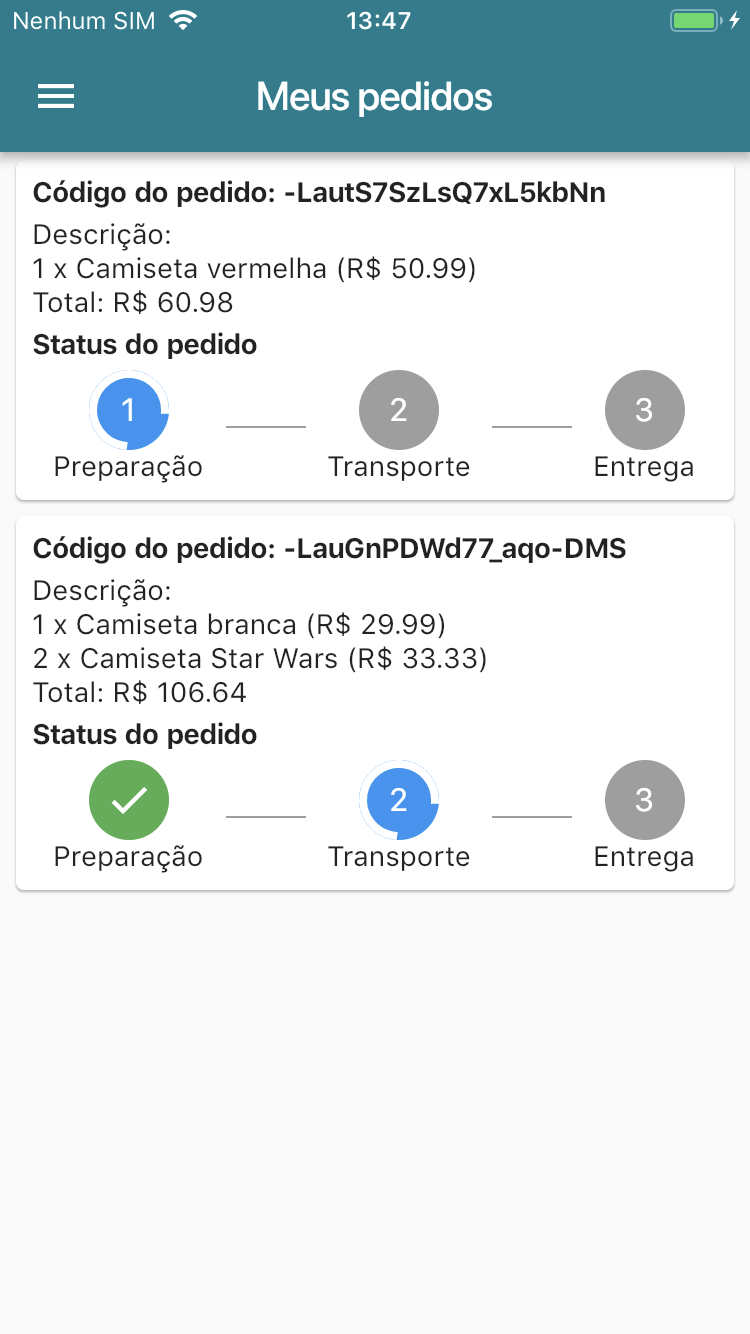 Nenhum SIM 13:47
Meus pedidos
Código do pedido: -LautS7SzLsQ7xL5kbNn
Descrição:
1 x Camiseta vermelha (R$ 50.99)
Total: R$ 60.98
Status do pedido
1 2 3
Preparação Transporte Entrega
Código do pedido: -LauGnPDWd77_aqo-DMS
Descrição:
1 x Camiseta branca (R$ 29.99)
2 x Camiseta Star Wars (R$ 33.33)
Total: R$ 106.64
Status do pedido
2 3
Preparação Transporte Entrega